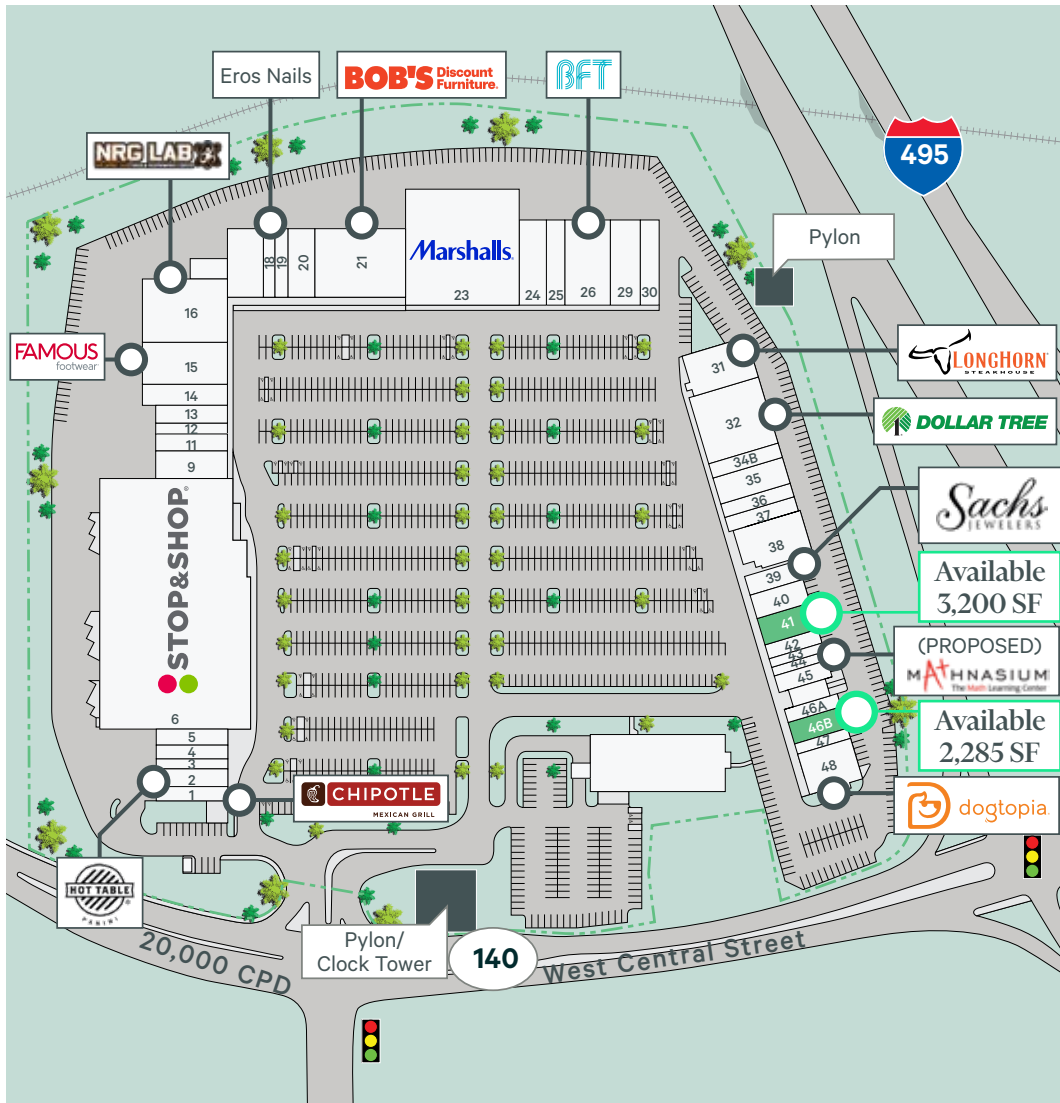 Eros Nails
BOB'S Discount
Furniture.
BFT
NRG LAB
495
Pylon
18
19
20
21
Marshalls.
23
24
25
26
29
30
16
FAMOUS
footwear
15
14
13
12
11
9
STOP&SHOP
6
5
4
3
2
1
31
LONGHORN
STEAKHOUSE
32
DOLLAR TREE
34B
35
36
37
38
Sachs
JEWELERS
39
40
Available
3,200 SF
41
42
43
44
45
(PROPOSED)
MATHNASIUM
The Math Learning Center
46A
46B
Available
2,285 SF
47
48
dogtopia
CHIPOTLE
MEXICAN GRILL
HOT TABLE
PANINI
Pylon/
Clock Tower
140
20,000 CPD
West Central Street